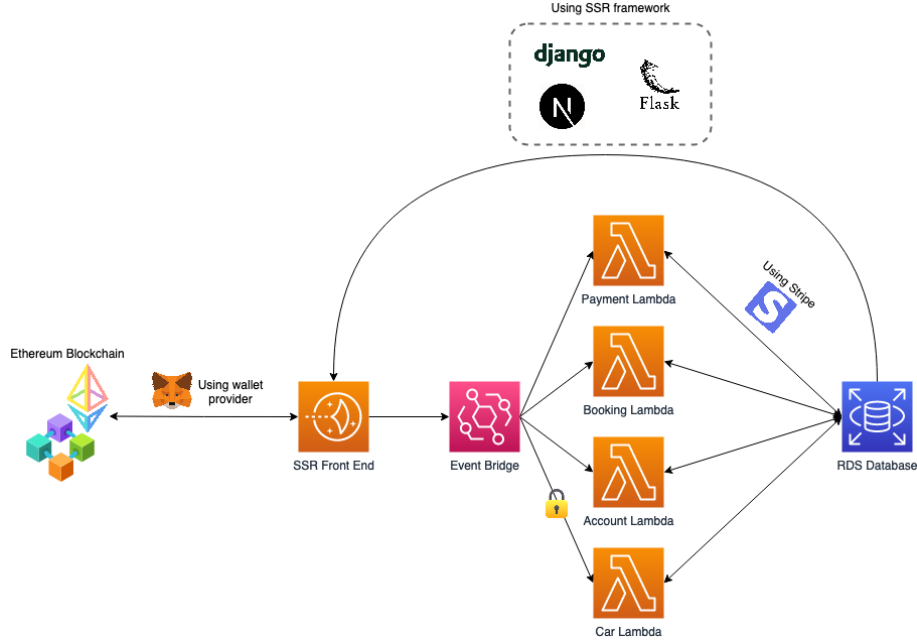 Using SSR framework
django
N
Flask
Payment Lambda
Using Stripe
S
Ethereum Blockchain
Using wallet
provider
Booking Lambda
SSR Front End
Event Bridge
RDS Database
Account Lambda
Car Lambda